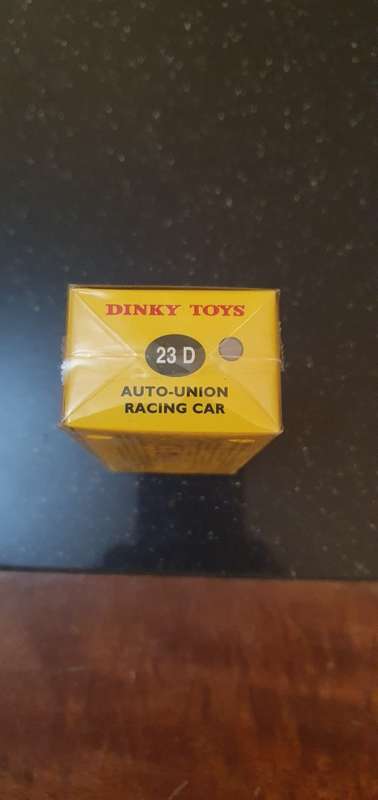 DINKY TOYS
23 D
AUTO-UNION
RACING CAR